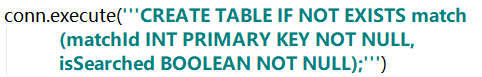 conn.execute('''CREATE TABLE IF NOT EXISTS match
(matchId INT PRIMARY KEY NOT NULL,
isSearched BOOLEAN NOT NULL);''')